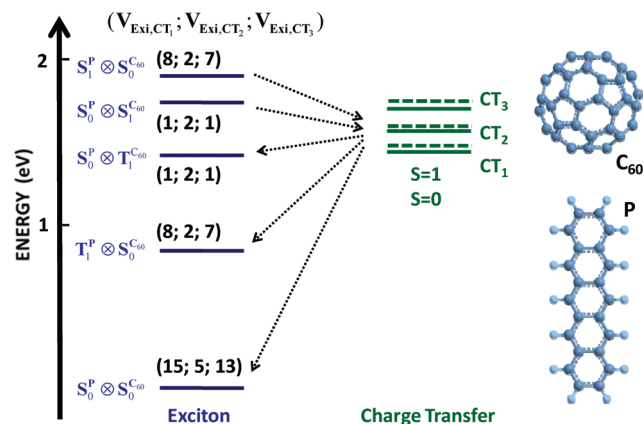 (V_Exi,CT₁; V_Exi,CT₂; V_Exi,CT₃)
2
S₁^P ⊗ S₀^C₆₀ (8; 2; 7)
S₀^P ⊗ S₁^C₆₀
(1; 2; 1)
S₀^P ⊗ T₁^C₆₀
(1; 2; 1)
1
(8; 2; 7)
T₁^P ⊗ S₀^C₆₀
(15; 5; 13)
S₀^P ⊗ S₀^C₆₀
ENERGY (eV)
Exciton
CT₃
CT₂
CT₁
S=1
S=0
Charge Transfer
C₆₀
P